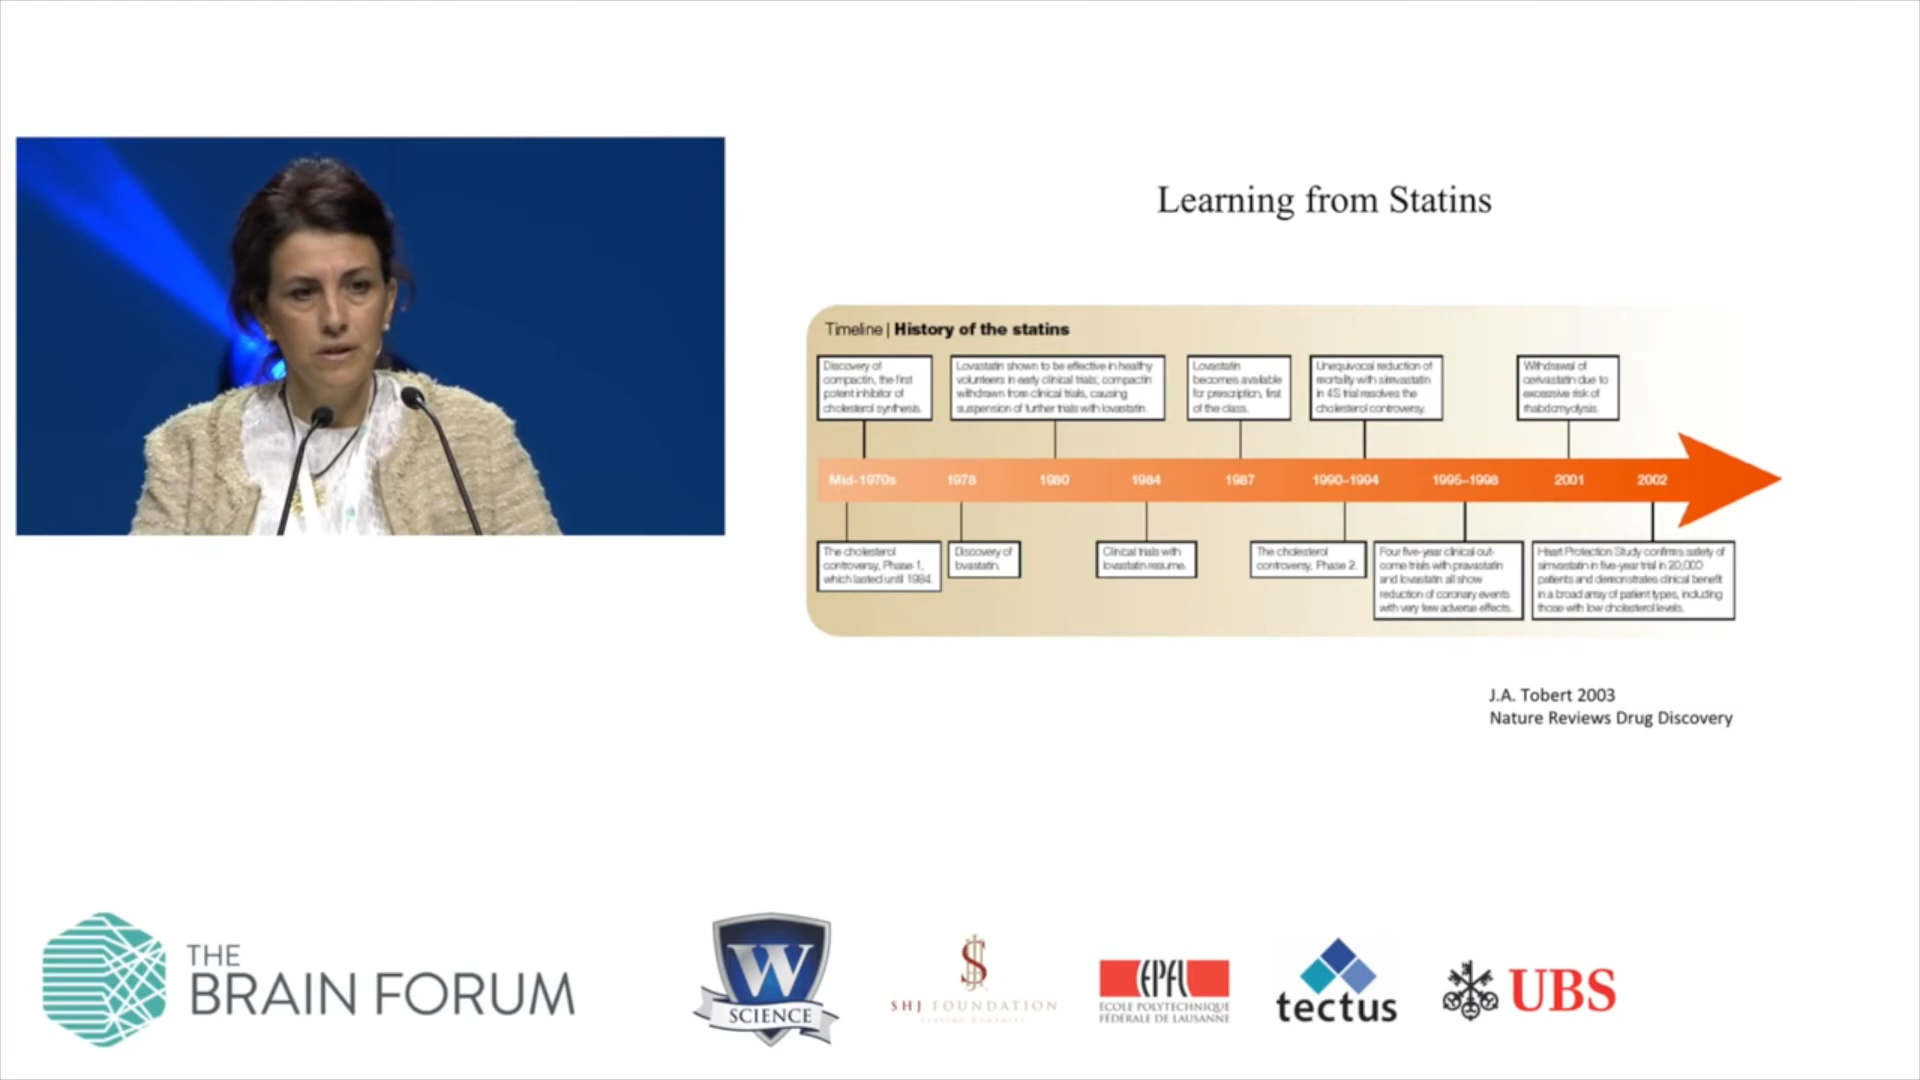 Learning from Statins
Timeline | History of the statins
Discovery of
compactin, the first
potent inhibitor of
cholesterol synthesis.
Lovastatin shown to be effective in healthy
volunteers in early clinical trials; compactin
withdrawn from clinical trials, causing
suspension of further trials with lovastatin.
Lovastatin
becomes available
for prescription, first
of the class.
Unequivocal reduction of
mortality with simvastatin
in 4S trial resolves the
cholesterol controversy.
Withdrawal of
cerivastatin due to
excessive risk of
rhabdomyolysis.
Mid-1970s 1978 1980 1984 1987 1990–1994 1995–1998 2001 2002
The cholesterol
controversy, Phase 1,
which lasted until 1984.
Discovery of
lovastatin.
Clinical trials with
lovastatin resume.
The cholesterol
controversy, Phase 2.
Four five-year clinical out-
come trials with pravastatin
and lovastatin all show
reduction of coronary events
with very few adverse effects.
Heart Protection Study confirms safety of
simvastatin in five-year trial in 20,000
patients and demonstrates clinical benefit
in a broad array of patient types, including
those with low cholesterol levels.
J.A. Tobert 2003
Nature Reviews Drug Discovery
THE
BRAIN FORUM
W
SCIENCE
SHJ FOUNDATION
SERVING HUMANITY
EPFL
ÉCOLE POLYTECHNIQUE
FÉDÉRALE DE LAUSANNE
tectus
UBS